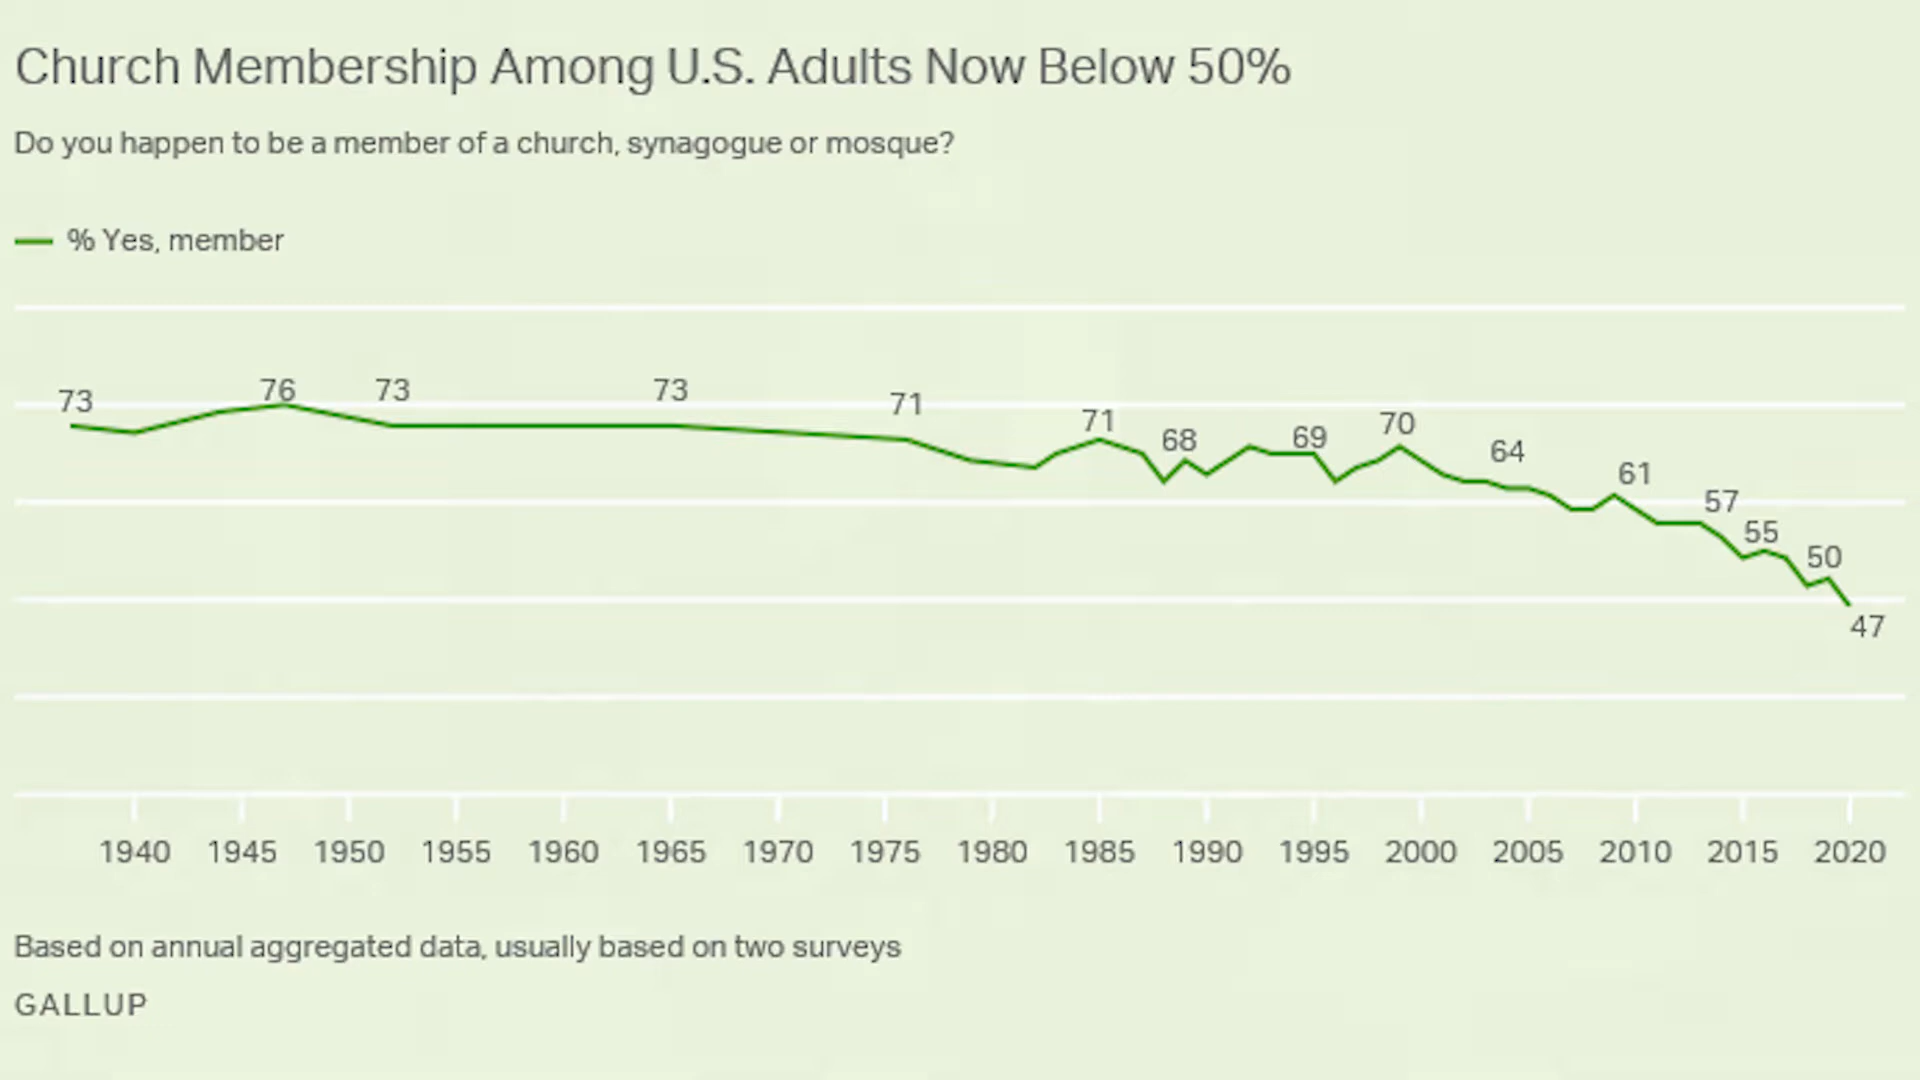 Church Membership Among U.S. Adults Now Below 50%
Do you happen to be a member of a church, synagogue or mosque?
% Yes, member
73
76
73
73
71
71
68
69
70
64
61
57
55
50
47
1940 1945 1950 1955 1960 1965 1970 1975 1980 1985 1990 1995 2000 2005 2010 2015 2020
Based on annual aggregated data, usually based on two surveys
GALLUP